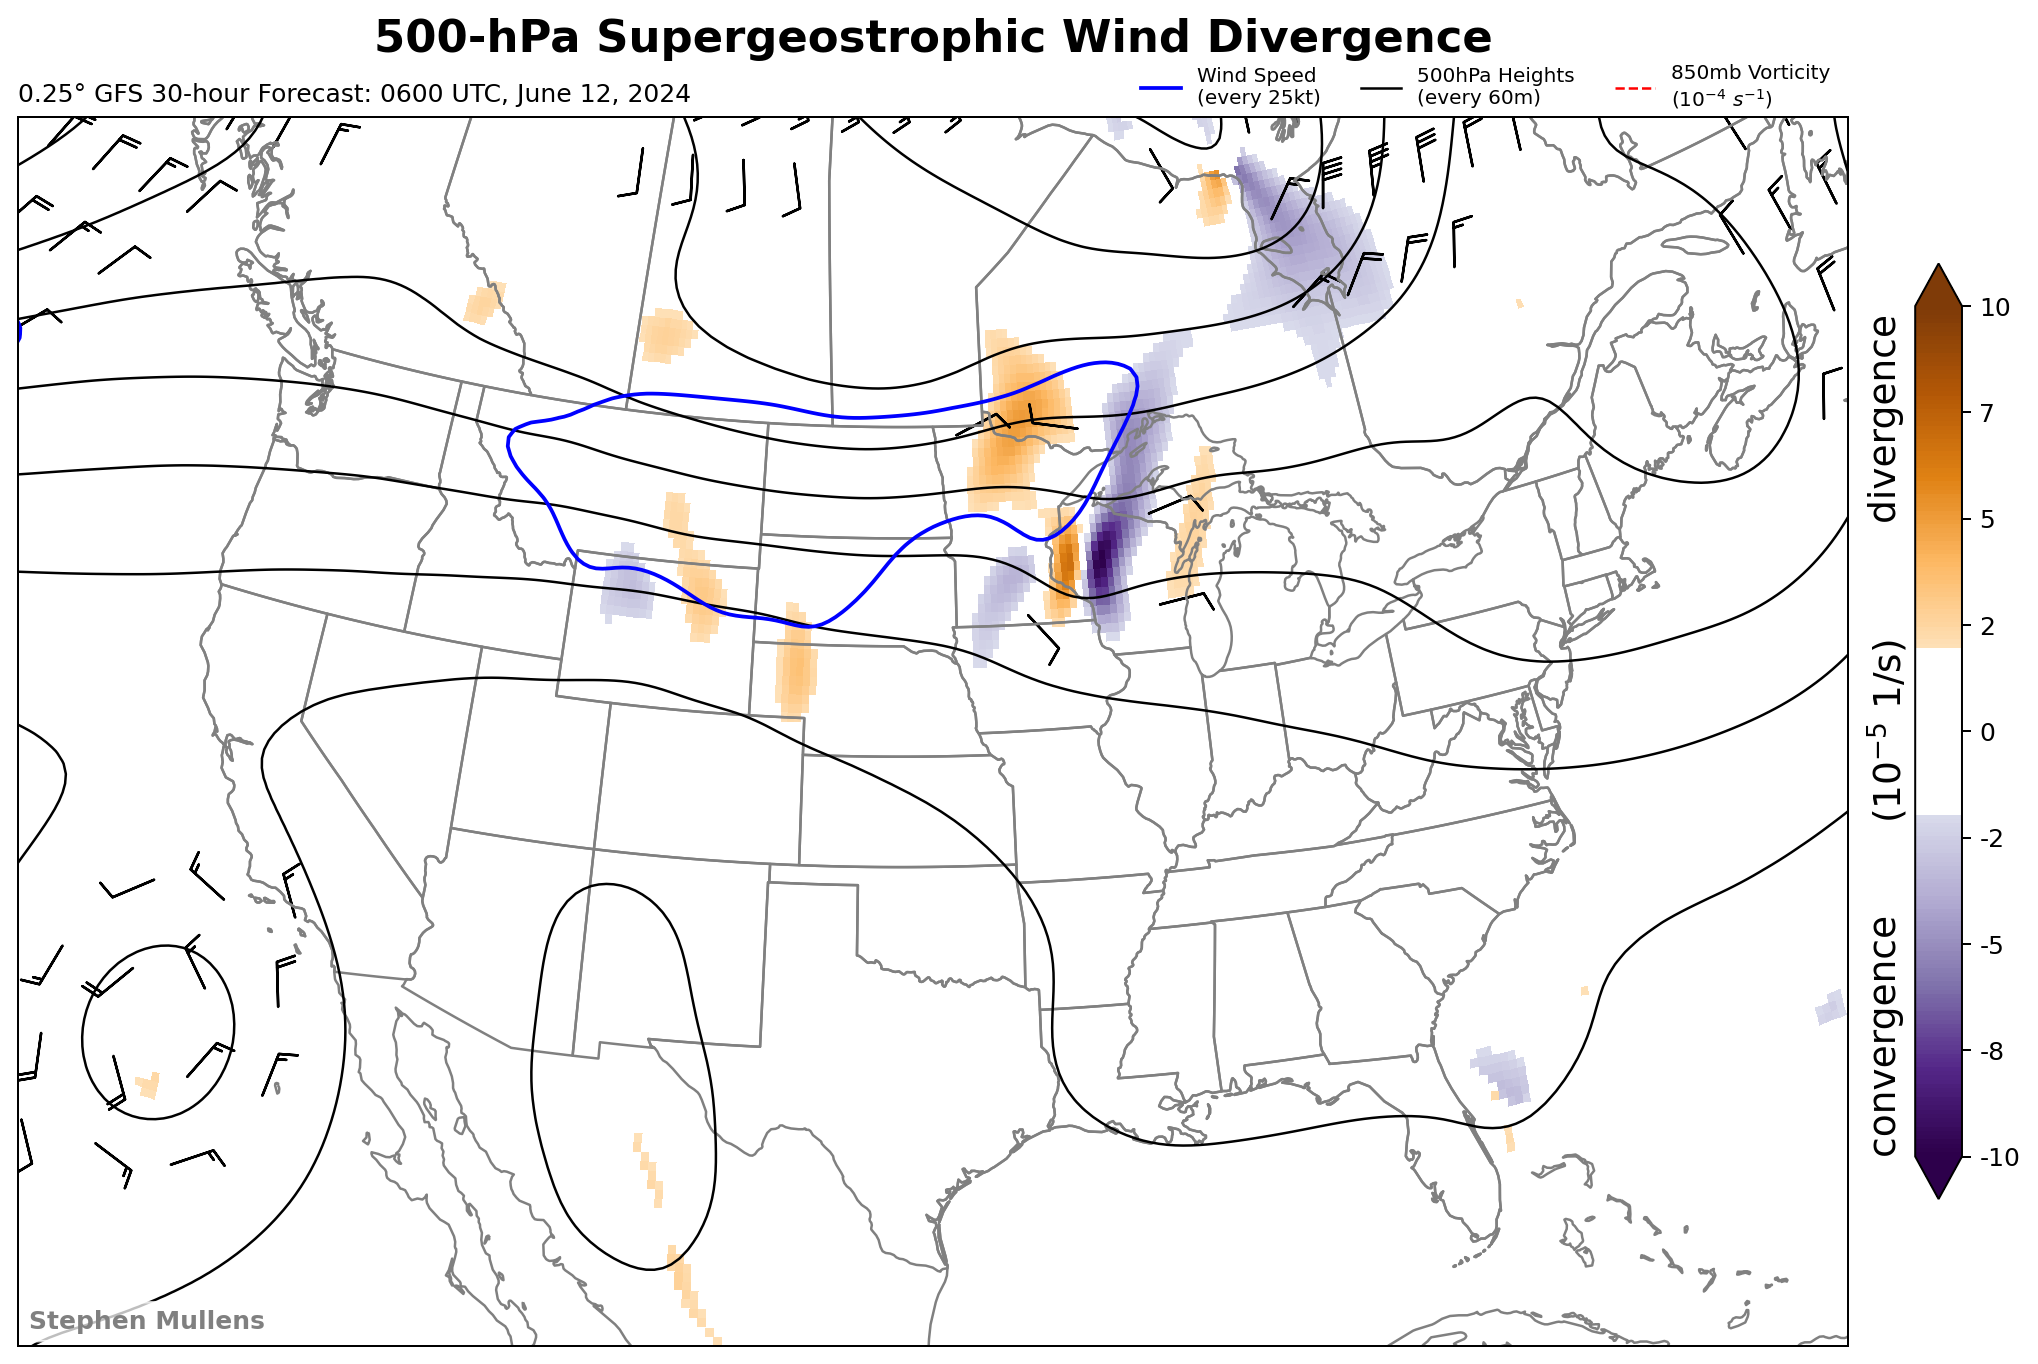 500-hPa Supergeostrophic Wind Divergence
0.25° GFS 30-hour Forecast: 0600 UTC, June 12, 2024
Wind Speed
(every 25kt)
500hPa Heights
(every 60m)
850mb Vorticity
(10⁻⁴ s⁻¹)
10
7
5
2
0
-2
-5
-8
-10
convergence (10⁻⁵ 1/s) divergence
Stephen Mullens